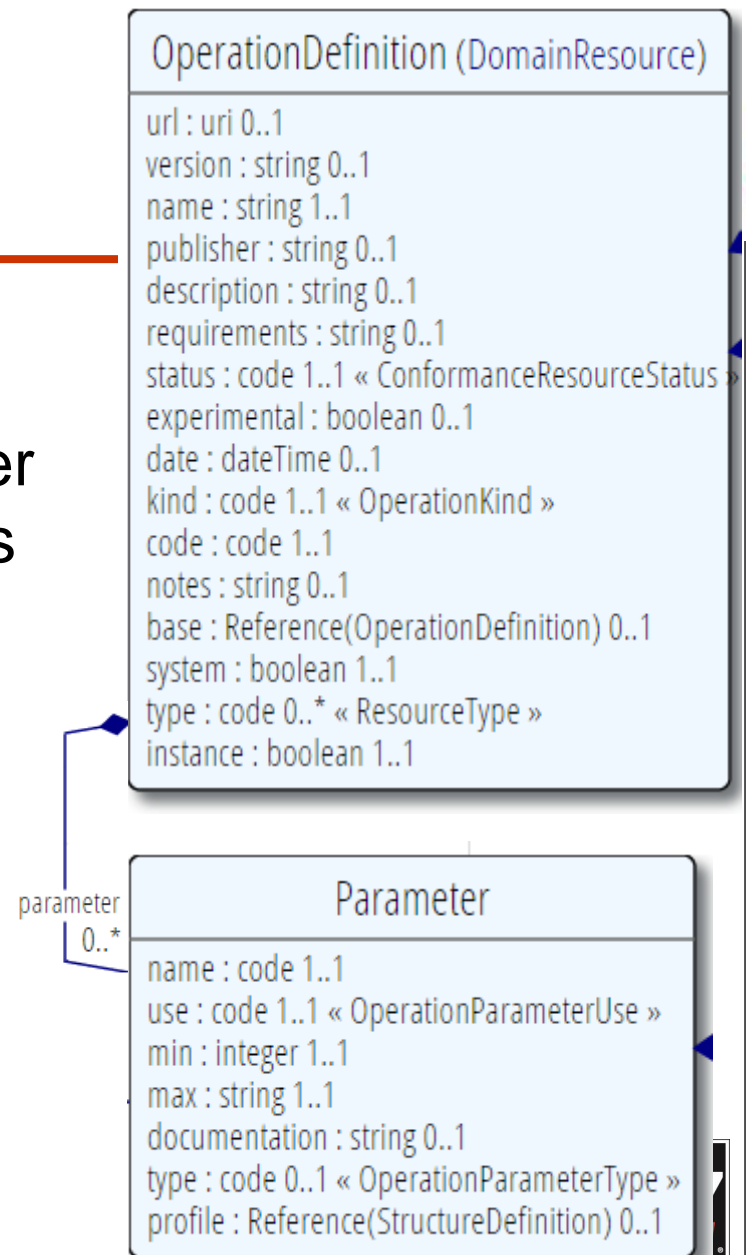 OperationDefinition (DomainResource)
url : uri 0..1
version : string 0..1
name : string 1..1
publisher : string 0..1
description : string 0..1
requirements : string 0..1
status : code 1..1 « ConformanceResourceStatus »
experimental : boolean 0..1
date : dateTime 0..1
kind : code 1..1 « OperationKind »
code : code 1..1
notes : string 0..1
base : Reference(OperationDefinition) 0..1
system : boolean 1..1
type : code 0..* « ResourceType »
instance : boolean 1..1
er
s
parameter
0..*
Parameter
name : code 1..1
use : code 1..1 « OperationParameterUse »
min : integer 1..1
max : string 1..1
documentation : string 0..1
type : code 0..1 « OperationParameterType »
profile : Reference(StructureDefinition) 0..1